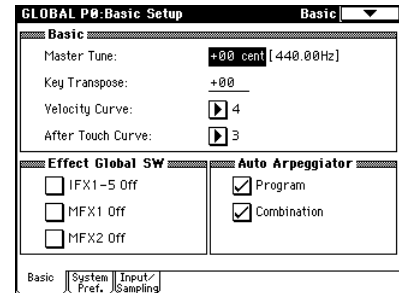 GLOBAL P0:Basic Setup Basic
Basic
Master Tune: +00 cent [440.00Hz]
Key Transpose: +00
Velocity Curve: 4
After Touch Curve: 3
Effect Global SW
IFX1-5 Off
MFX1 Off
MFX2 Off
Auto Arpeggiator
Program
Combination
Basic
System
Pref.
Input/
Sampling